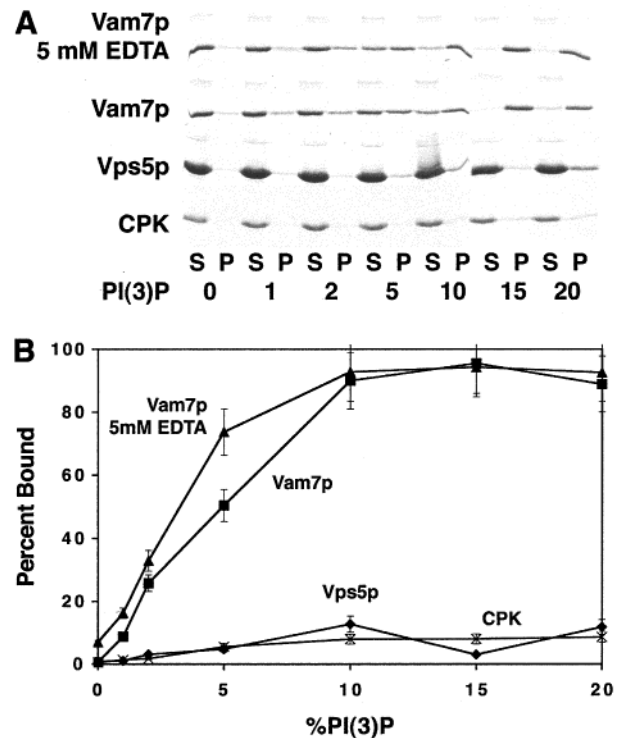 A
Vam7p
5 mM EDTA
Vam7p
Vps5p
CPK
S P S P S P S P S P S P S P
PI(3)P 0 1 2 5 10 15 20
B
100
80
60
40
20
0
Percent Bound
Vam7p
5mM EDTA
Vam7p
Vps5p
CPK
0 5 10 15 20
%PI(3)P